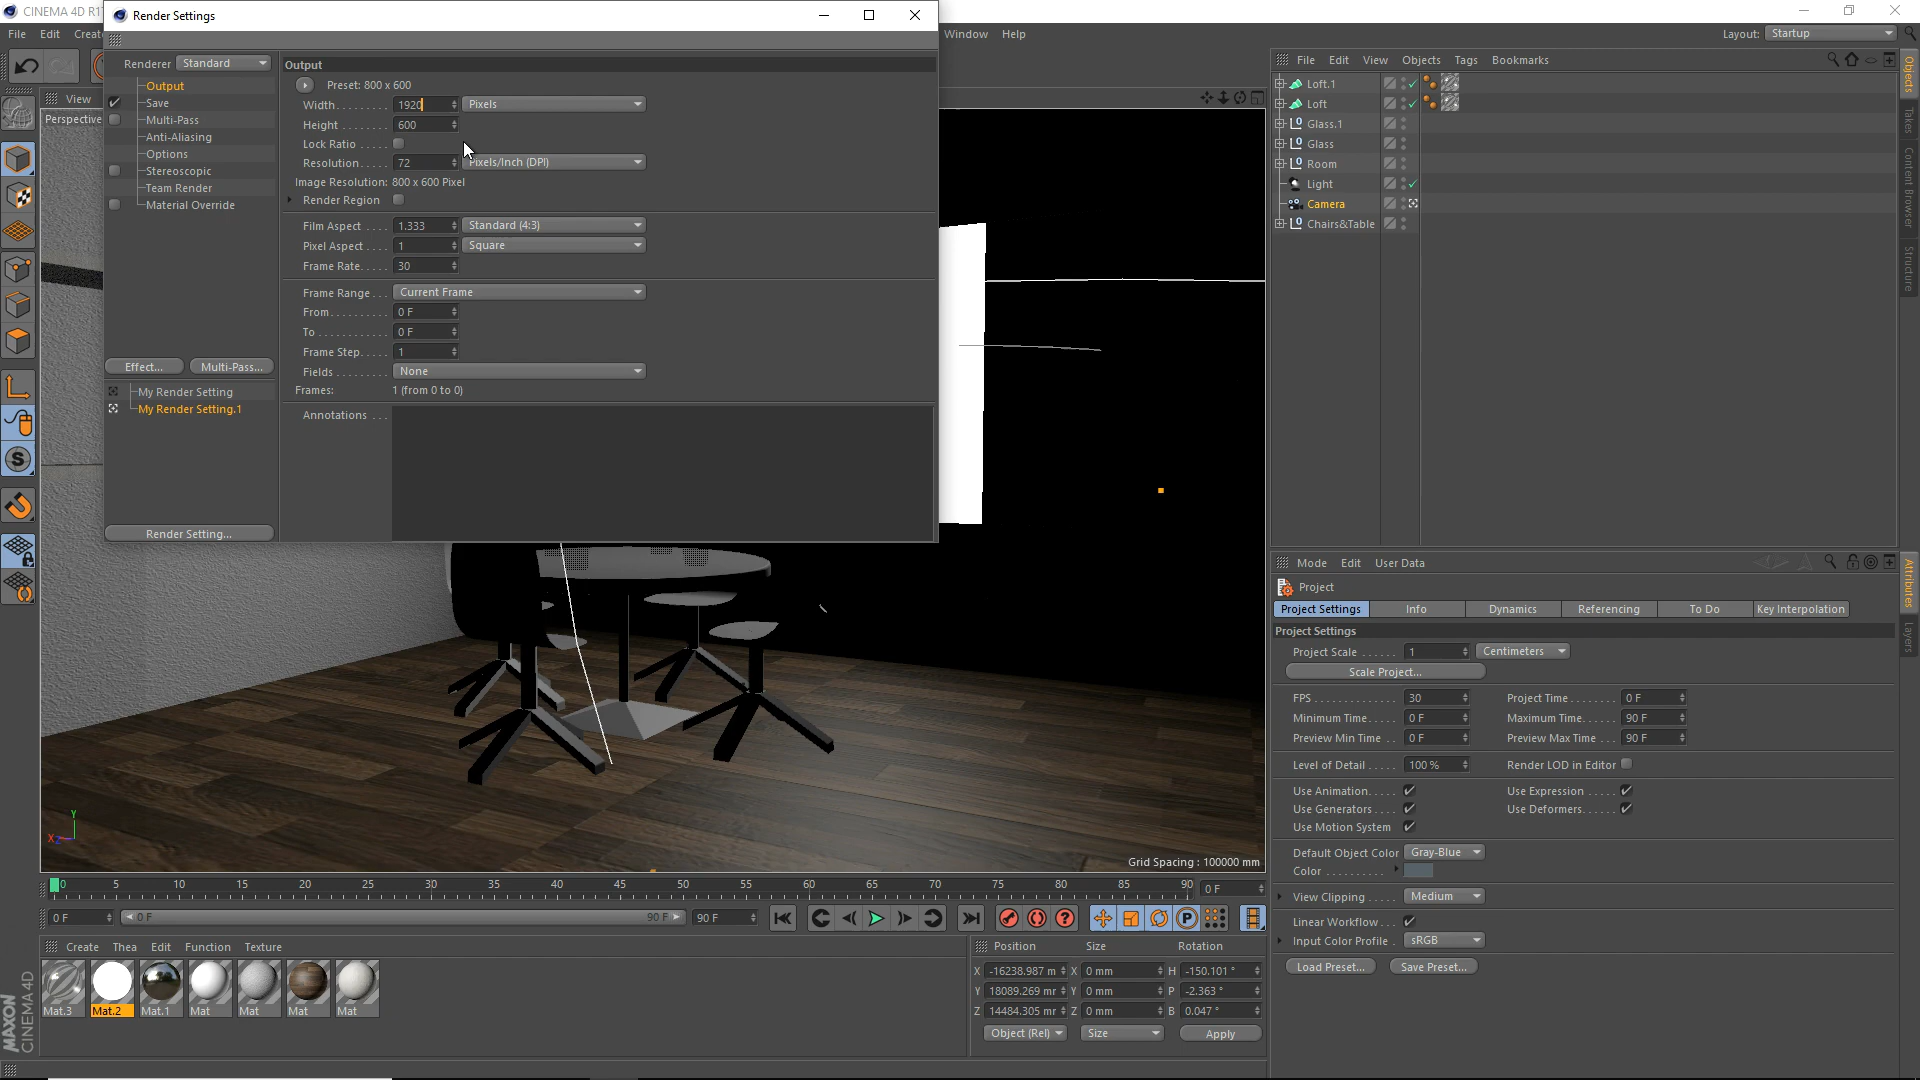 CINEMA 4D R1
Render Settings
File Edit Creat
Window Help
Layout: Startup
Renderer Standard
Output
Save
Multi-Pass
Anti-Aliasing
Options
Stereoscopic
Team Render
Material Override
Effect... Multi-Pass...
My Render Setting
My Render Setting.1
Render Setting...
Output
Preset: 800 x 600
Width 1920 Pixels
Height 600
Lock Ratio
Resolution: 72 Pixels/Inch (DPI)
Image Resolution: 800 x 600 Pixel
Render Region
Film Aspect 1.333 Standard (4:3)
Pixel Aspect 1 Square
Frame Rate 30
Frame Range Current Frame
From 0 F
To 0 F
Frame Step 1
Fields None
Frames: 1 (from 0 to 0)
Annotations
View
Perspective
Y
X Z
Grid Spacing : 100000 mm
File Edit View Objects Tags Bookmarks
Loft.1
Loft
Glass.1
Glass
Room
Light
Camera
Chairs&Table
Objects
Takes
Content Browser
Structure
Mode Edit User Data
Project
Project Settings Info Dynamics Referencing To Do Key Interpolation
Project Settings
Project Scale 1 Centimeters
Scale Project...
FPS 30 Project Time 0 F
Minimum Time 0 F Maximum Time 90 F
Preview Min Time 0 F Preview Max Time 90 F
Level of Detail 100 % Render LOD in Editor
Use Animation Use Expression
Use Generators Use Deformers
Use Motion System
Default Object Color Gray-Blue
Color
View Clipping Medium
Linear Workflow
Input Color Profile sRGB
Load Preset... Save Preset...
Attributes
Layers
0 5 10 15 20 25 30 35 40 45 50 55 60 65 70 75 80 85 90 0 F
0 F 0 F 90 F 90 F
Create Thea Edit Function Texture
Mat.3 Mat.2 Mat.1 Mat Mat Mat Mat
MAXON
CINEMA 4D
Position Size Rotation
X -16238.987 m X 0 mm H -150.101 °
Y 18089.269 mr Y 0 mm P -2.363 °
Z 14484.305 mr Z 0 mm B 0.047 °
Object (Rel) Size Apply